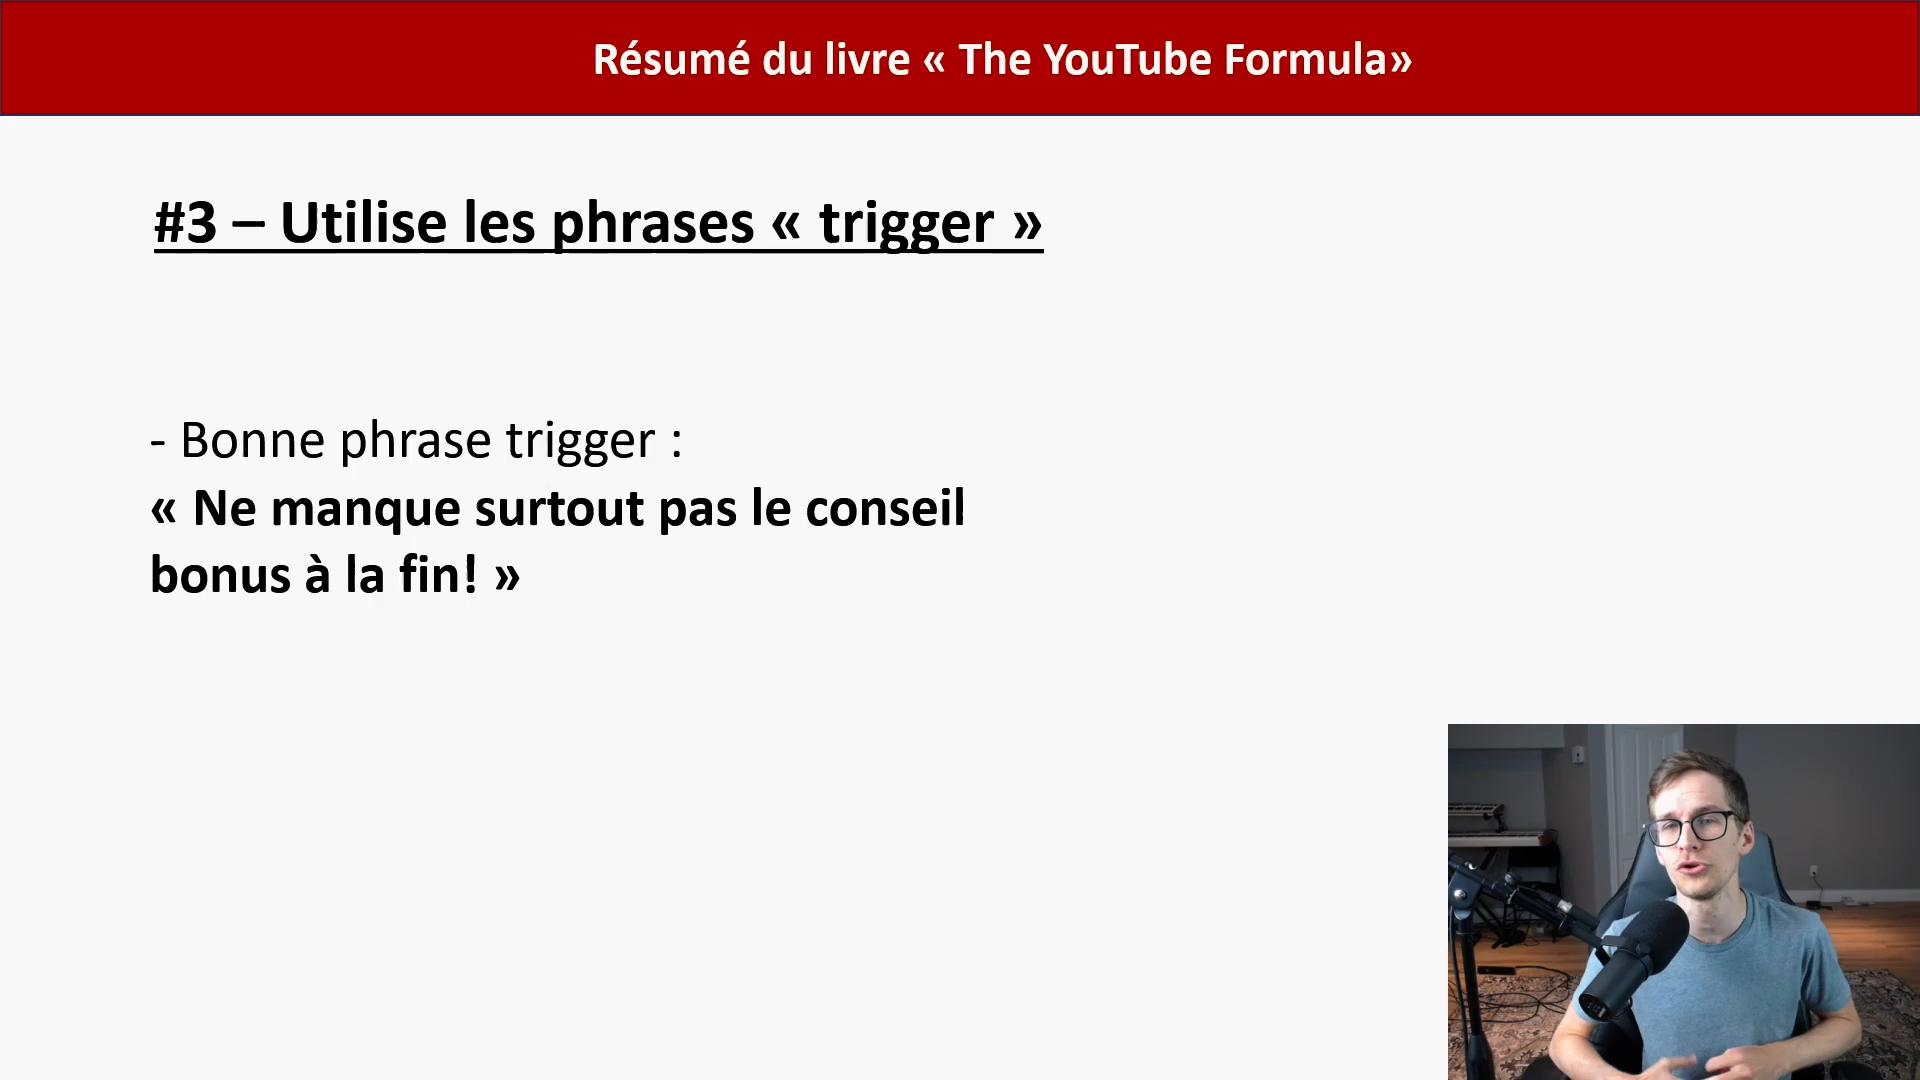 Résumé du livre « The YouTube Formula»
#3 – Utilise les phrases « trigger »
- Bonne phrase trigger :
« Ne manque surtout pas le conseil
bonus à la fin! »